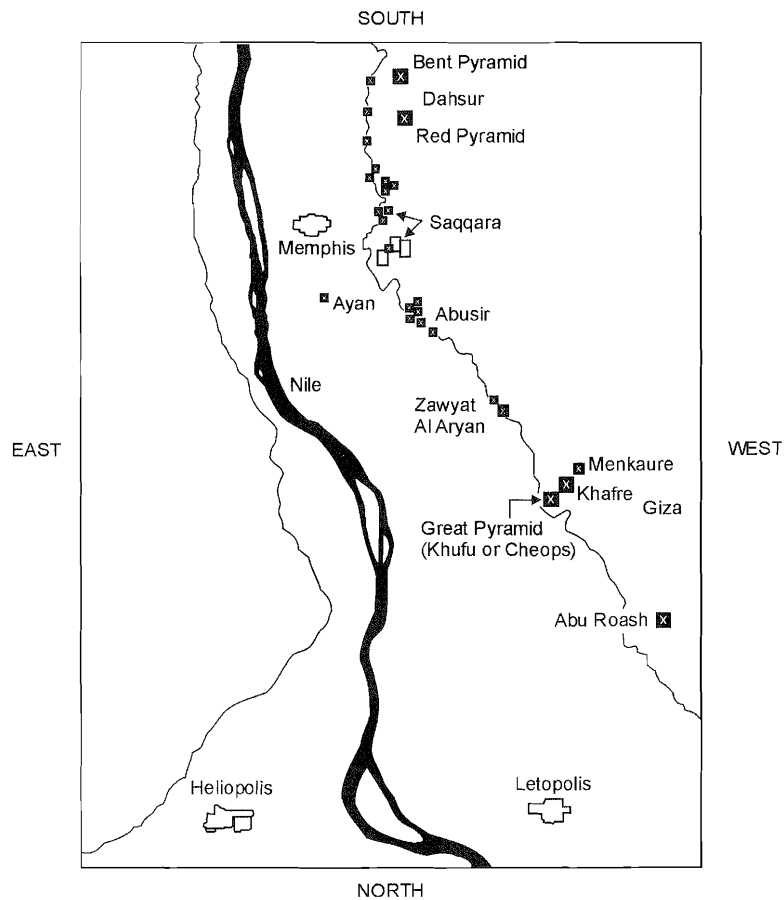 SOUTH
Bent Pyramid
Dahsur
Red Pyramid
Saqqara
Memphis
Ayan
Abusir
Nile
Zawyat
Al Aryan
EAST
WEST
Menkaure
Khafre
Giza
Great Pyramid
(Khufu or Cheops)
Abu Roash
Heliopolis
Letopolis
NORTH